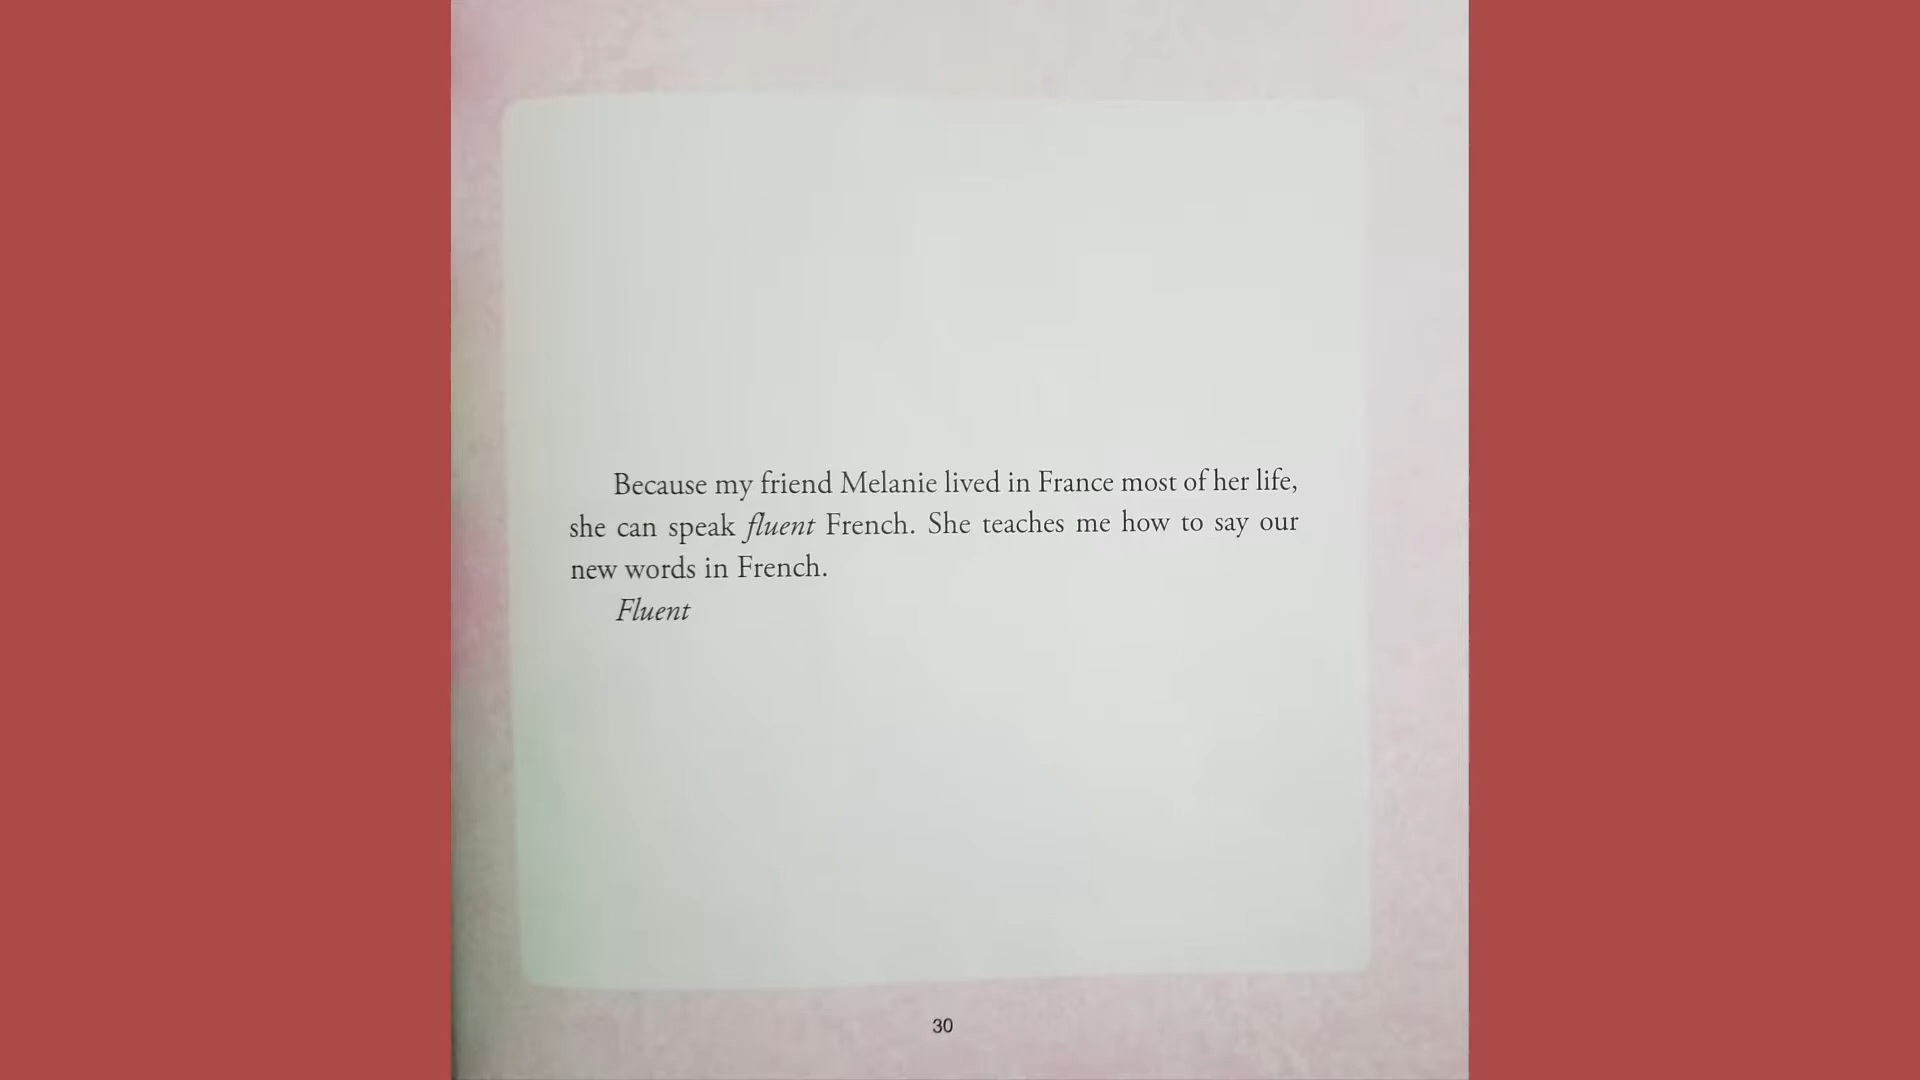 Because my friend Melanie lived in France most of her life,
she can speak fluent French. She teaches me how to say our
new words in French.
Fluent
30